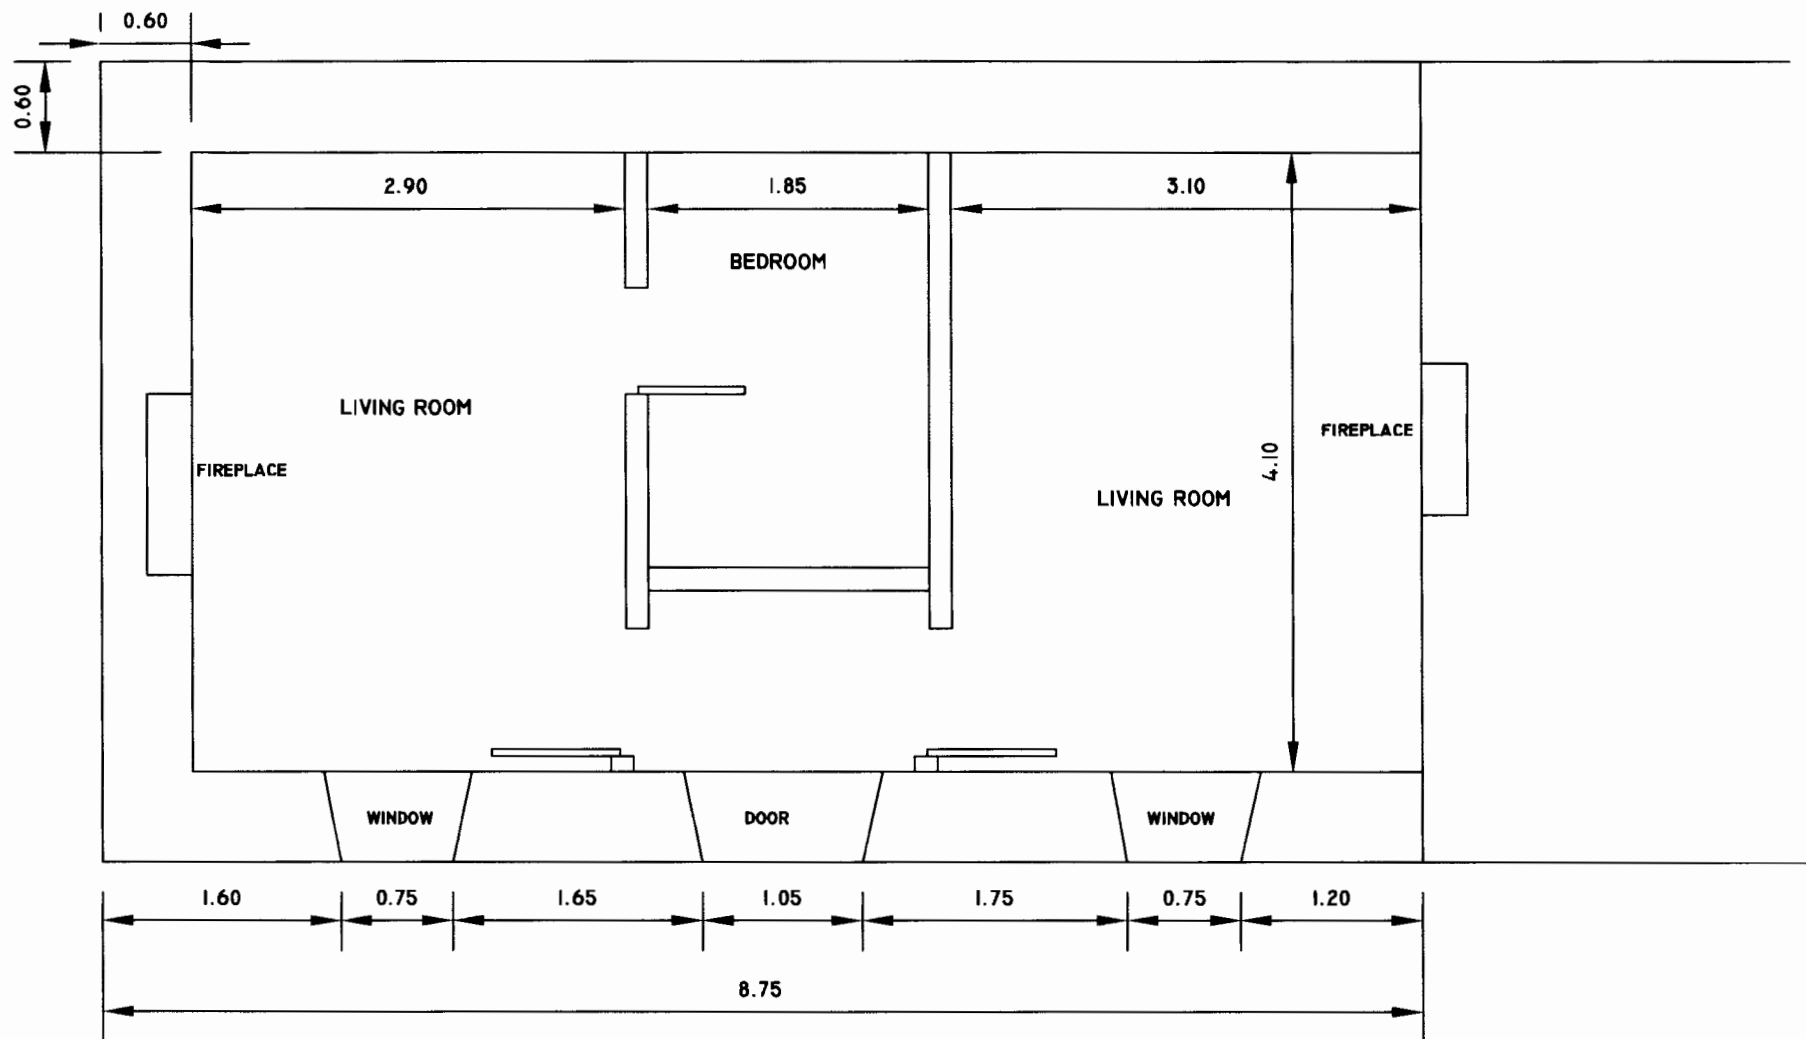 0.60
0.60
2.90
1.85
3.10
BEDROOM
LIVING ROOM
FIREPLACE
4.10
FIREPLACE
LIVING ROOM
WINDOW
DOOR
WINDOW
1.60
0.75
1.65
1.05
1.75
0.75
1.20
8.75